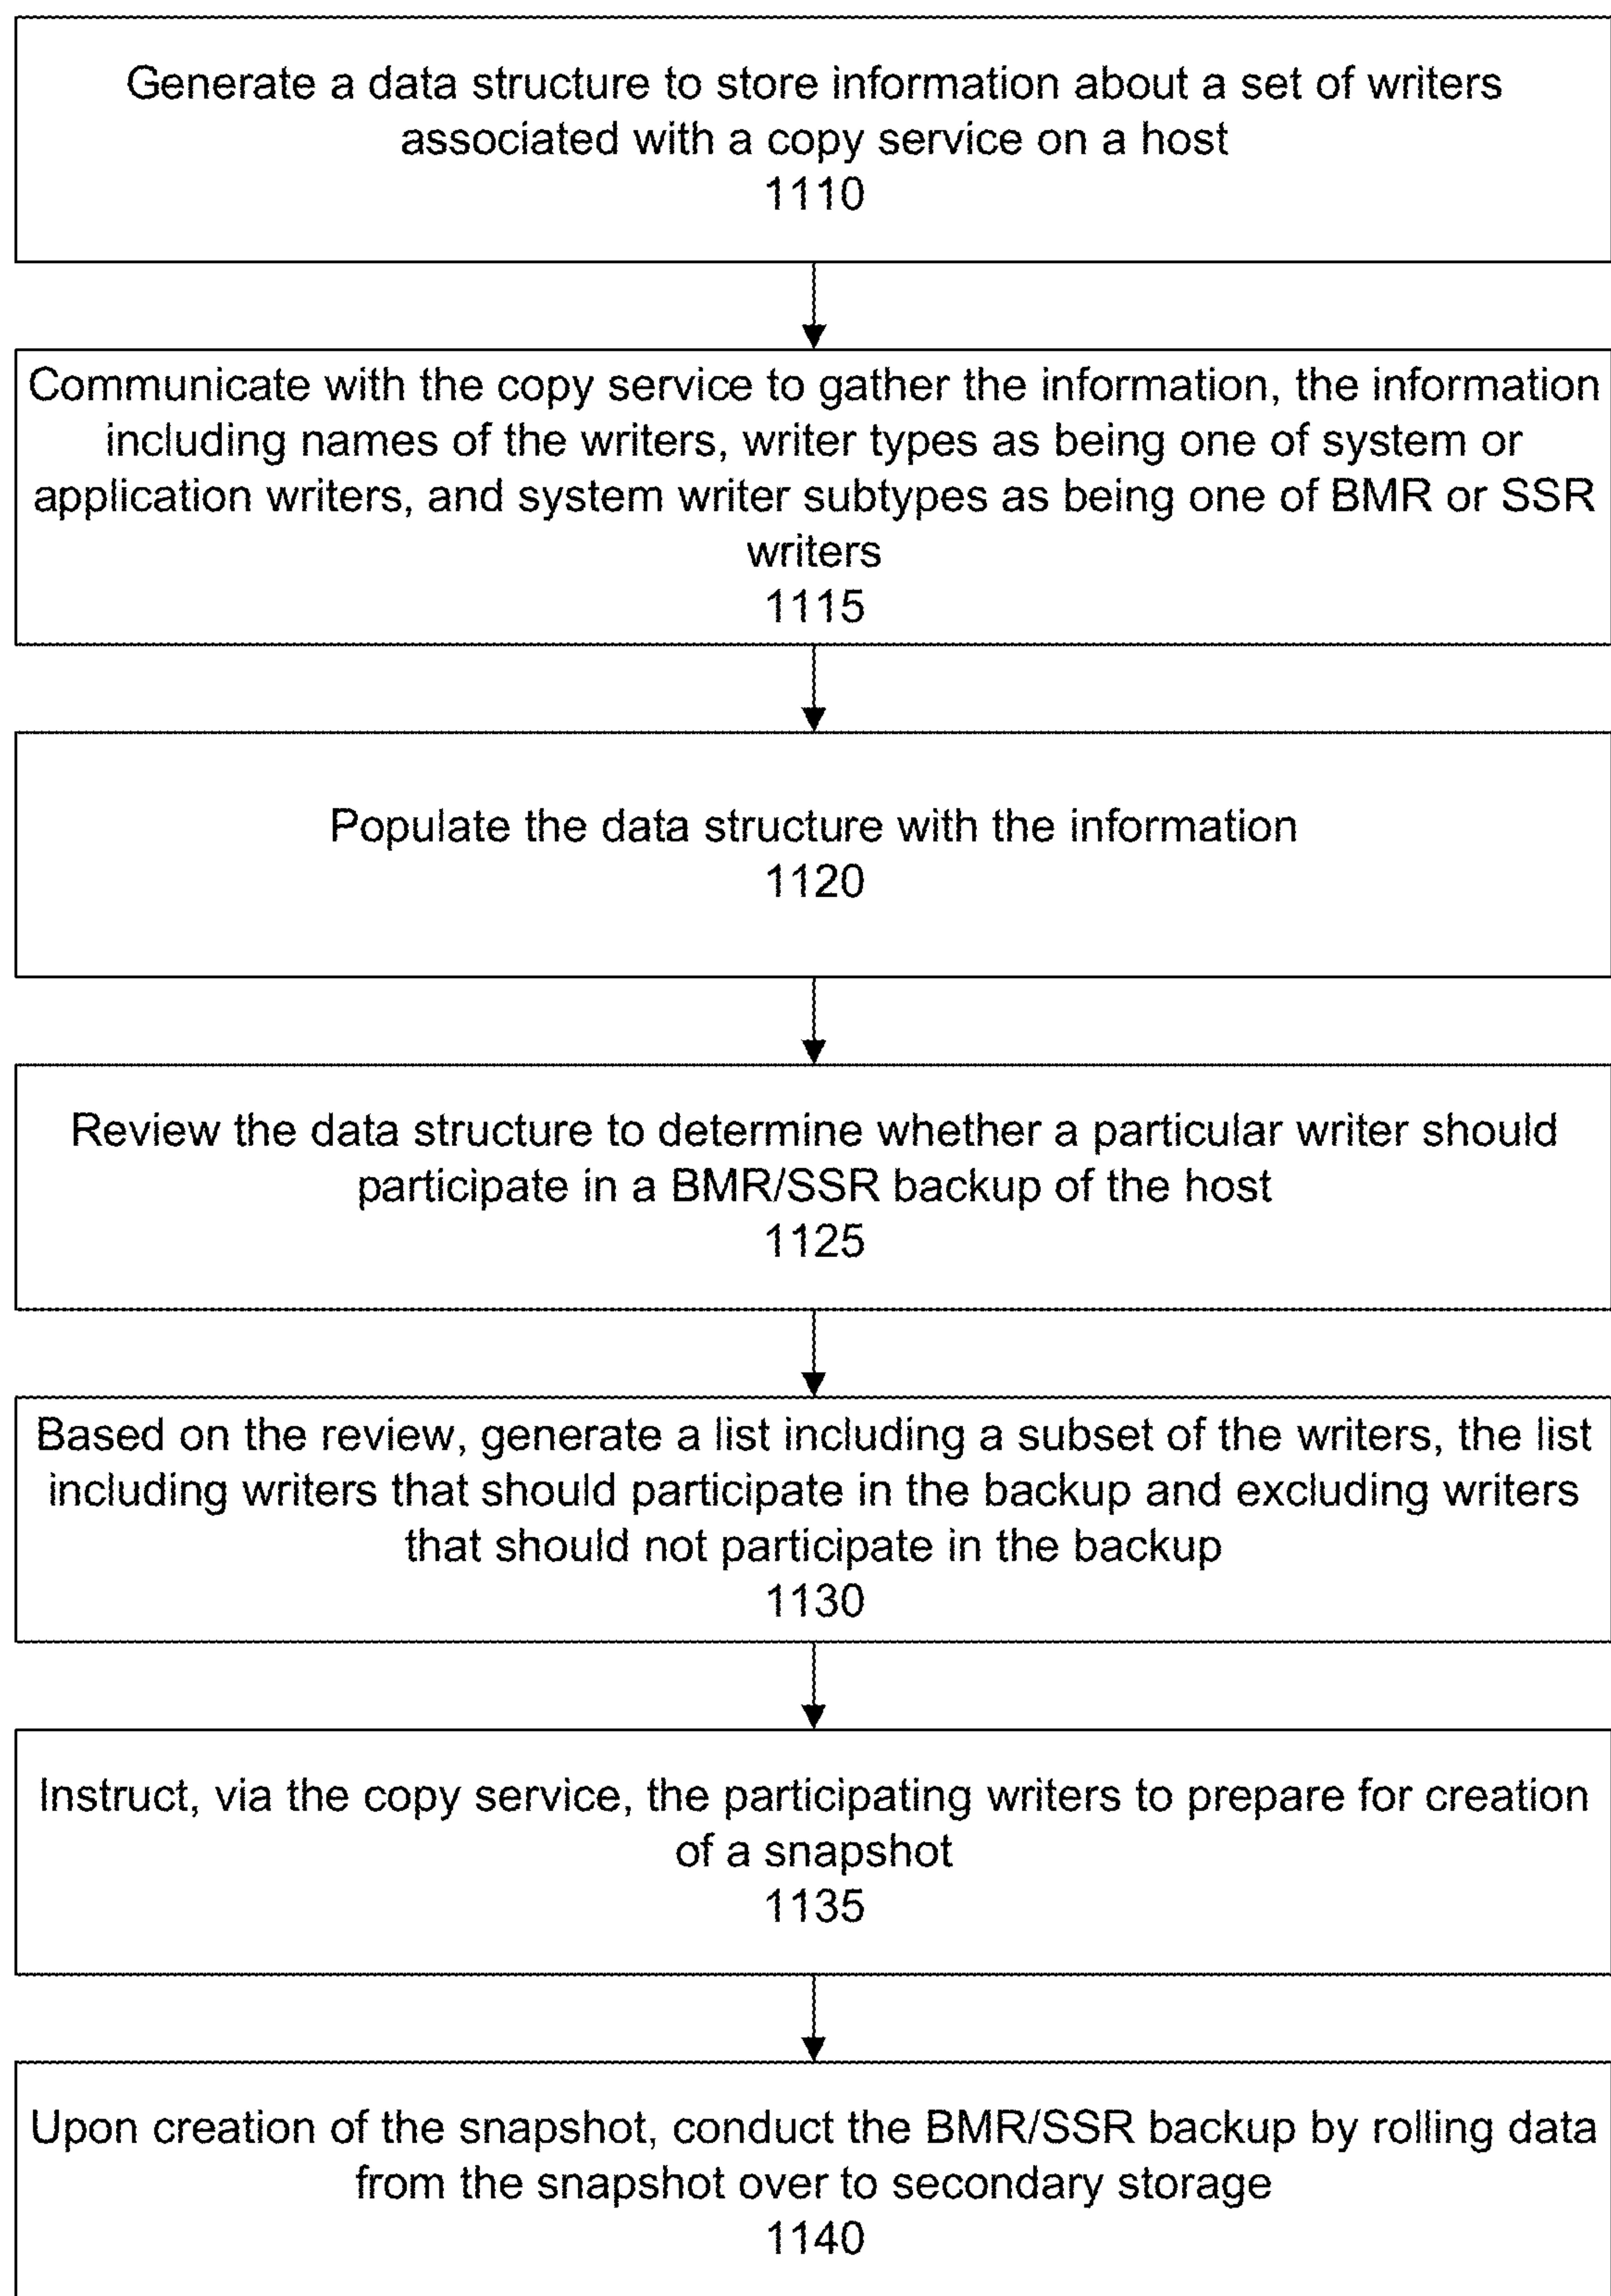 Generate a data structure to store information about a set of writers
associated with a copy service on a host
1110
Communicate with the copy service to gather the information, the information
including names of the writers, writer types as being one of system or
application writers, and system writer subtypes as being one of BMR or SSR
writers
1115
Populate the data structure with the information
1120
Review the data structure to determine whether a particular writer should
participate in a BMR/SSR backup of the host
1125
Based on the review, generate a list including a subset of the writers, the list
including writers that should participate in the backup and excluding writers
that should not participate in the backup
1130
Instruct, via the copy service, the participating writers to prepare for creation
of a snapshot
1135
Upon creation of the snapshot, conduct the BMR/SSR backup by rolling data
from the snapshot over to secondary storage
1140